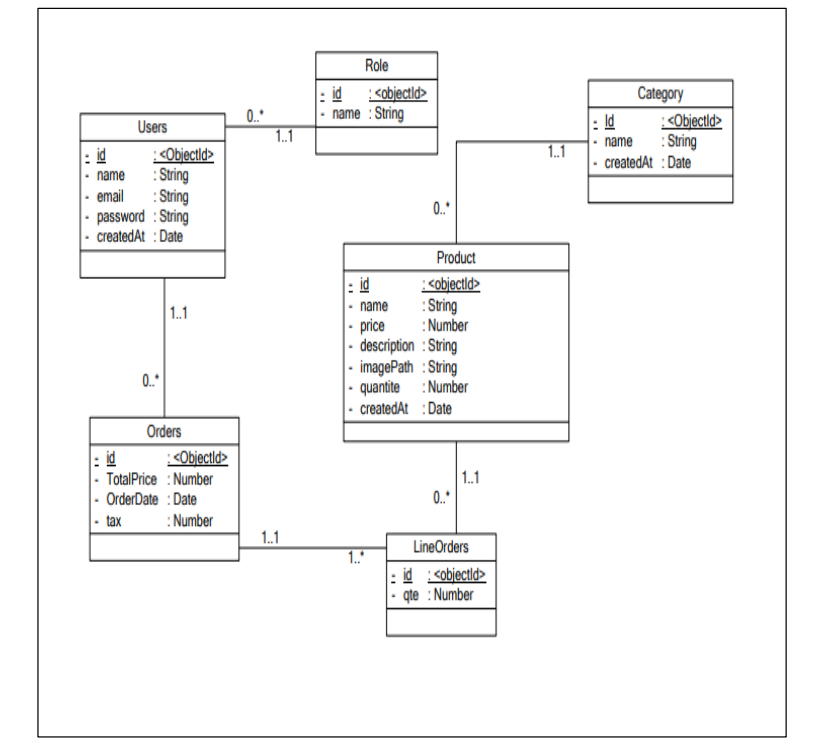 Role
- id : <objectId>
- name : String
Category
- Id : <ObjectId>
- name : String
- createdAt : Date
Users
- id : <ObjectId>
- name : String
- email : String
- password : String
- createdAt : Date
0..*
1..1
1..1
0..*
Product
- id : <objectId>
- name : String
- price : Number
- description : String
- imagePath : String
- quantite : Number
- createdAt : Date
1..1
0..*
Orders
- id : <ObjectId>
- TotalPrice : Number
- OrderDate : Date
- tax : Number
1..1
0..*
1..1
1..*
LineOrders
- id : <objectId>
- qte : Number